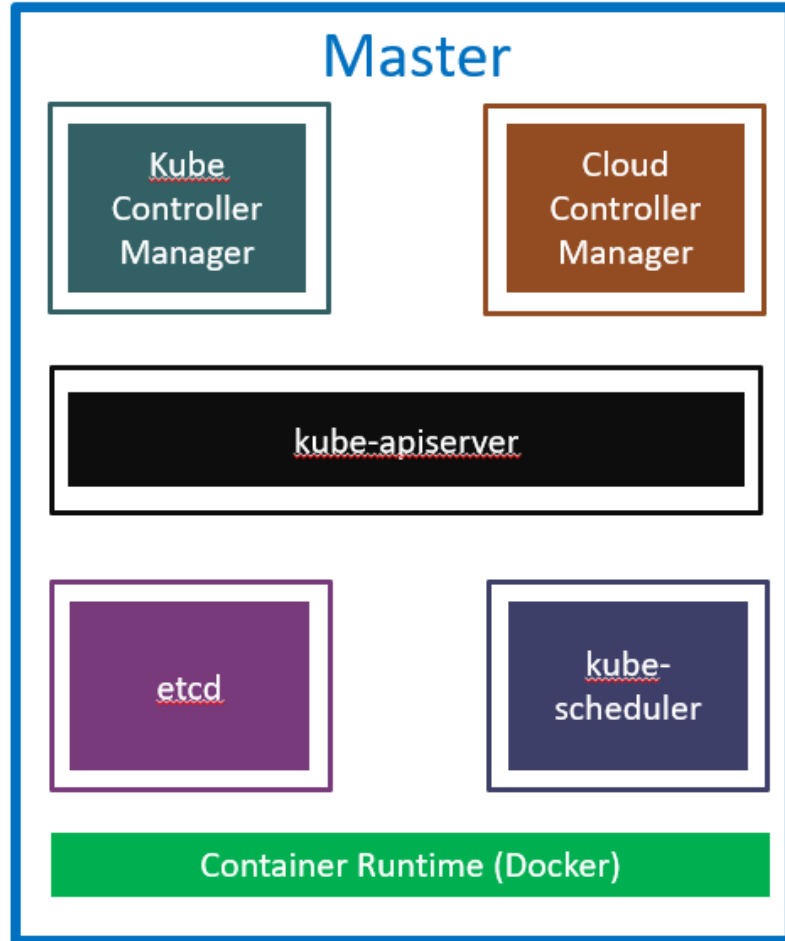 Master
Kube
Controller
Manager
Cloud
Controller
Manager
kube-apiserver
etcd
kube-
scheduler
Container Runtime (Docker)